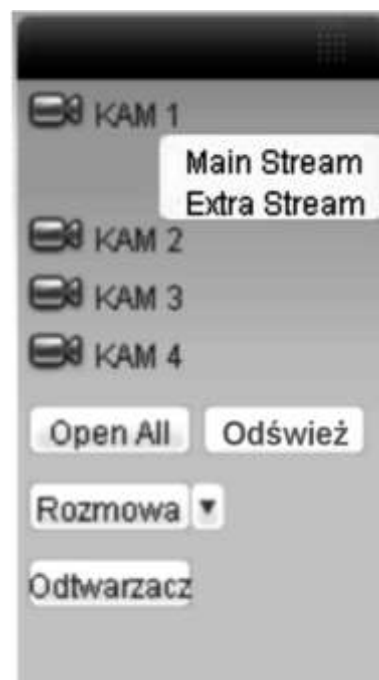 KAM 1
Main Stream
Extra Stream
KAM 2
KAM 3
KAM 4
Open All Odśwież
Rozmowa
Odtwarzacz